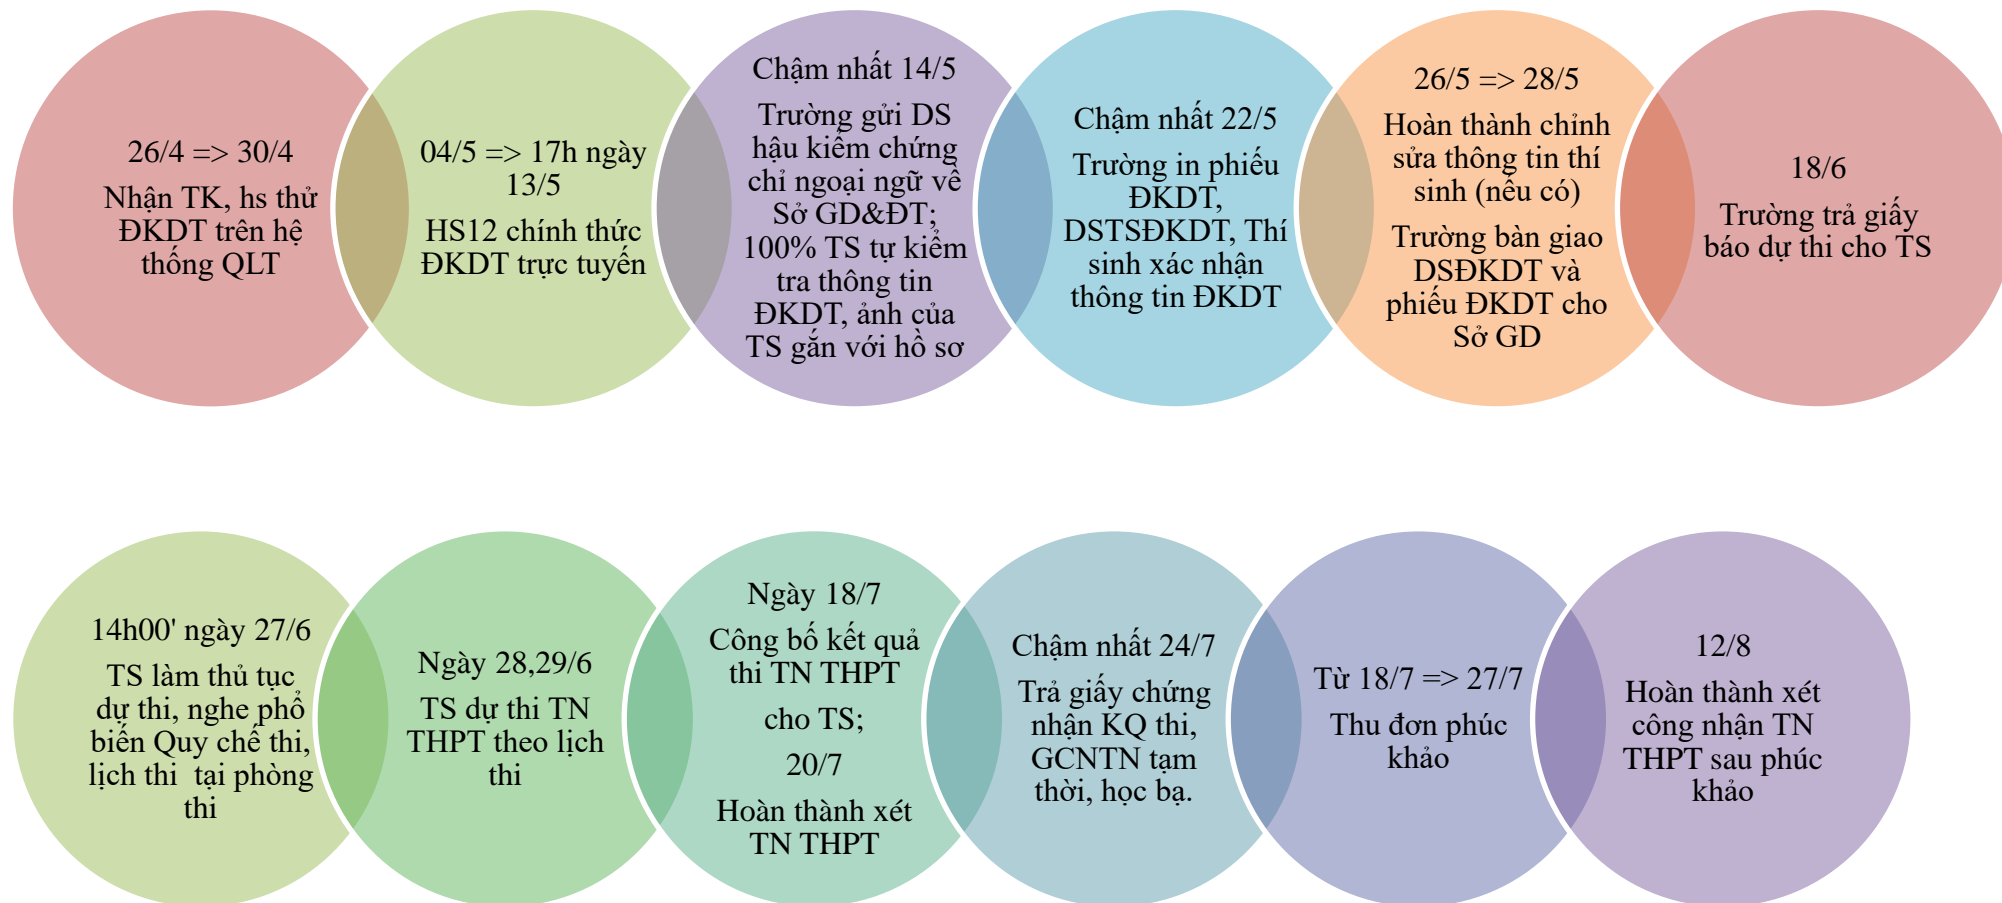 26/4 => 30/4
Nhận TK, hs thử
ĐKDT trên hệ
thống QLT
04/5 => 17h ngày
13/5
HS12 chính thức
ĐKDT trực tuyến
Chậm nhất 14/5
Trường gửi DS
hậu kiểm chứng
chỉ ngoại ngữ về
Sở GD&ĐT;
100% TS tự kiểm
tra thông tin
ĐKDT, ảnh của
TS gắn với hồ sơ
Chậm nhất 22/5
Trường in phiếu
ĐKDT,
DSTSĐKDT, Thí
sinh xác nhận
thông tin ĐKDT
26/5 => 28/5
Hoàn thành chỉnh
sửa thông tin thí
sinh (nếu có)
Trường bàn giao
DSĐKDT và
phiếu ĐKDT cho
Sở GD
18/6
Trường trả giấy
báo dự thi cho TS
14h00' ngày 27/6
TS làm thủ tục
dự thi, nghe phổ
biến Quy chế thi,
lịch thi tại phòng
thi
Ngày 28,29/6
TS dự thi TN
THPT theo lịch
thi
Ngày 18/7
Công bố kết quả
thi TN THPT
cho TS;
20/7
Hoàn thành xét
TN THPT
Chậm nhất 24/7
Trả giấy chứng
nhận KQ thi,
GCNTN tạm
thời, học bạ.
Từ 18/7 => 27/7
Thu đơn phúc
khảo
12/8
Hoàn thành xét
công nhận TN
THPT sau phúc
khảo